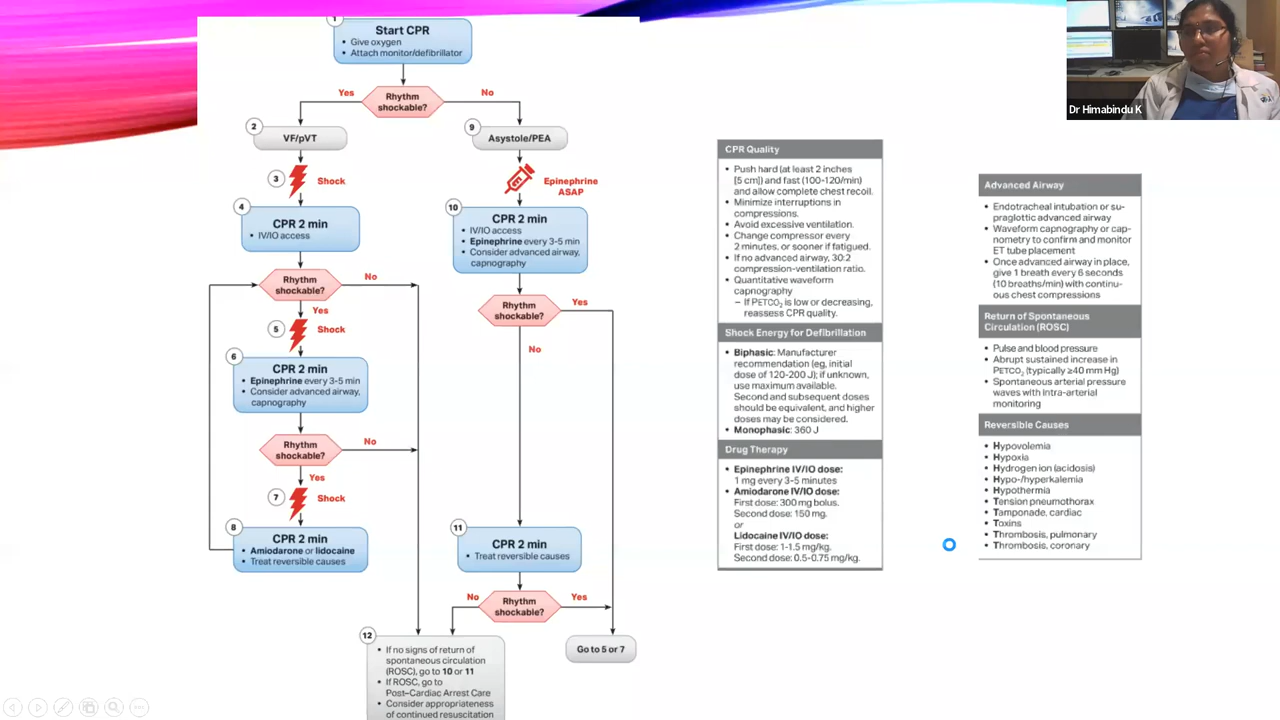 1
Start CPR
• Give oxygen
• Attach monitor/defibrillator
Rhythm
shockable?
Yes
No
2
VF/pVT
3
Shock
4
CPR 2 min
• IV/IO access
Rhythm
shockable?
No
Yes
5
Shock
6
CPR 2 min
• Epinephrine every 3-5 min
• Consider advanced airway,
capnography
Rhythm
shockable?
No
Yes
7
Shock
8
CPR 2 min
• Amiodarone or lidocaine
• Treat reversible causes
9
Asystole/PEA
Epinephrine
ASAP
10
CPR 2 min
• IV/IO access
• Epinephrine every 3-5 min
• Consider advanced airway,
capnography
Rhythm
shockable?
Yes
No
11
CPR 2 min
• Treat reversible causes
Rhythm
shockable?
No
Yes
12
• If no signs of return of
spontaneous circulation
(ROSC), go to 10 or 11
• If ROSC, go to
Post–Cardiac Arrest Care
• Consider appropriateness
of continued resuscitation
Go to 5 or 7
CPR Quality
• Push hard (at least 2 inches
[5 cm]) and fast (100-120/min)
and allow complete chest recoil.
• Minimize interruptions in
compressions.
• Avoid excessive ventilation.
• Change compressor every
2 minutes, or sooner if fatigued.
• If no advanced airway, 30:2
compression-ventilation ratio.
• Quantitative waveform
capnography
– If PETCO₂ is low or decreasing,
reassess CPR quality.
Shock Energy for Defibrillation
• Biphasic: Manufacturer
recommendation (eg, initial
dose of 120-200 J); if unknown,
use maximum available.
Second and subsequent doses
should be equivalent, and higher
doses may be considered.
• Monophasic: 360 J
Drug Therapy
• Epinephrine IV/IO dose:
1 mg every 3-5 minutes
• Amiodarone IV/IO dose:
First dose: 300 mg bolus.
Second dose: 150 mg.
or
Lidocaine IV/IO dose:
First dose: 1-1.5 mg/kg.
Second dose: 0.5-0.75 mg/kg.
Advanced Airway
• Endotracheal intubation or su-
praglottic advanced airway
• Waveform capnography or cap-
nometry to confirm and monitor
ET tube placement
• Once advanced airway in place,
give 1 breath every 6 seconds
(10 breaths/min) with continu-
ous chest compressions
Return of Spontaneous
Circulation (ROSC)
• Pulse and blood pressure
• Abrupt sustained increase in
PETCO₂ (typically ≥40 mm Hg)
• Spontaneous arterial pressure
waves with intra-arterial
monitoring
Reversible Causes
• Hypovolemia
• Hypoxia
• Hydrogen ion (acidosis)
• Hypo-/hyperkalemia
• Hypothermia
• Tension pneumothorax
• Tamponade, cardiac
• Toxins
• Thrombosis, pulmonary
• Thrombosis, coronary
Dr Himabindu K